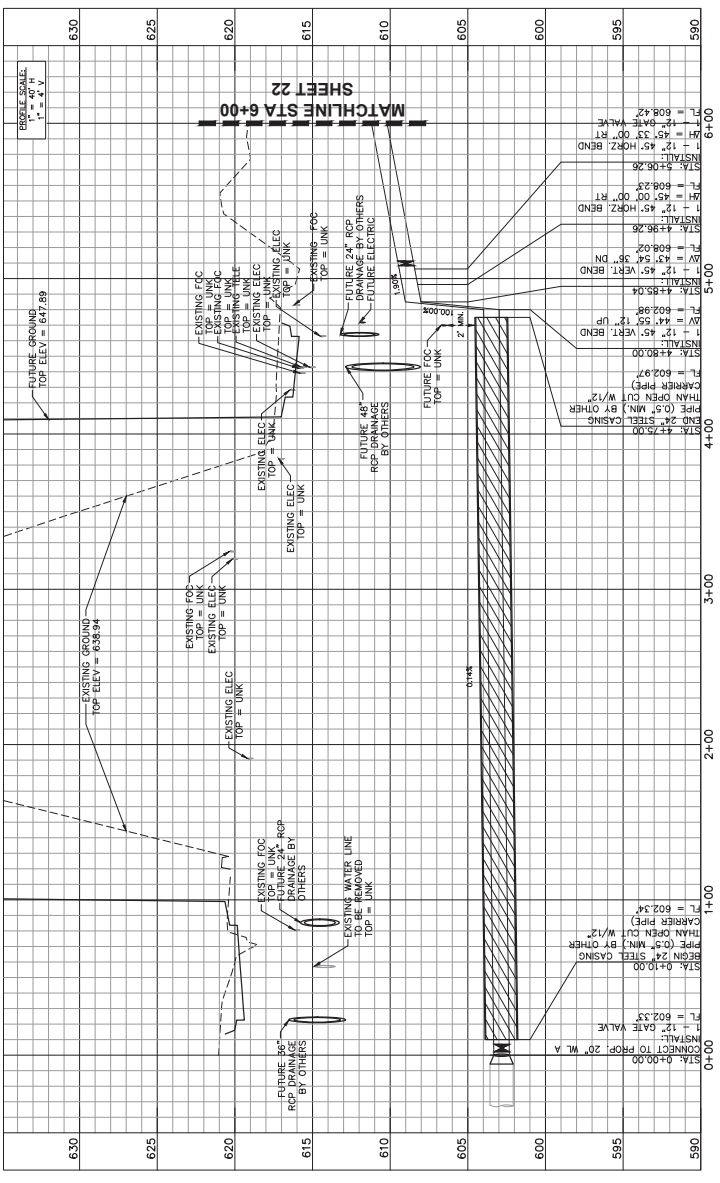 PROFILE SCALE:
1" = 40' H
1" = 4' V
630
625
620
615
610
605
600
595
590
630
625
620
615
610
605
600
595
590
0+00
1+00
2+00
3+00
4+00
5+00
6+00
MATCHLINE STA 6+00
SHEET 22
FUTURE GROUND
TOP ELEV = 647.89
EXISTING GROUND
TOP ELEV = 638.94
EXISTING FOC
TOP = UNK
EXISTING FOC
TOP = UNK
EXISTING TELE
TOP = UNK
EXISTING ELEC
TOP = UNK
EXISTING ELEC
TOP = UNK
EXISTING FOC
TOP = UNK
FUTURE 24" RCP
DRAINAGE BY OTHERS
FUTURE ELECTRIC
FUTURE FOC
TOP = UNK
2' MIN.
100.00%
1.90%
FUTURE 48"
RCP DRAINAGE
BY OTHERS
EXISTING ELEC
TOP = UNK
EXISTING ELEC
TOP = UNK
EXISTING FOC
TOP = UNK
EXISTING ELEC
TOP = UNK
EXISTING ELEC
TOP = UNK
0.14%
EXISTING FOC
TOP = UNK
FUTURE 24" RCP
DRAINAGE BY
OTHERS
EXISTING WATER LINE
TO BE REMOVED
TOP = UNK
FUTURE 36"
RCP DRAINAGE
BY OTHERS
STA: 0+00.00
CONNECT TO PROP. 20" WL A
INSTALL:
1 - 12" GATE VALVE
FL = 602.33'
STA: 0+10.00
BEGIN 24" STEEL CASING
PIPE (0.5" MIN.) BY OTHER
THAN OPEN CUT W/12"
CARRIER PIPE)
FL = 602.34'
STA: 4+75.00
END 24" STEEL CASING
PIPE (0.5" MIN.) BY OTHER
THAN OPEN CUT W/12"
CARRIER PIPE)
FL = 602.97'
STA: 4+80.00
INSTALL:
1 - 12" 45° VERT. BEND
ΔV = 44° 55' 12" UP
FL = 602.98'
STA: 4+85.04
INSTALL:
1 - 12" 45° VERT. BEND
ΔV = 43° 54' 36" DN
FL = 608.02'
STA: 4+96.26
INSTALL:
1 - 12" 45° HORZ. BEND
ΔH = 45° 00' 00" RT
FL = 608.23'
STA: 5+06.26
INSTALL:
1 - 12" 45° HORZ. BEND
ΔH = 45° 33' 00" RT
1 - 12" GATE VALVE
FL = 608.42'